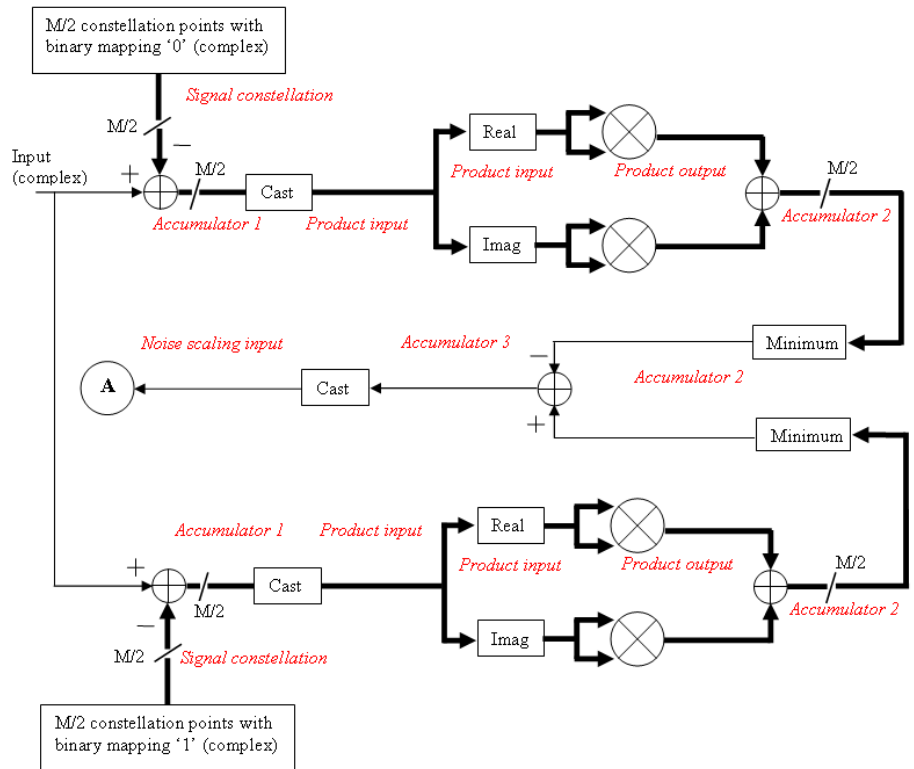 M/2 constellation points with
binary mapping ‘0’ (complex)
Signal constellation
M/2
−
Input
(complex)
+
M/2
Cast
Accumulator 1
Product input
Real
Product input
Product output
Imag
M/2
Accumulator 2
Noise scaling input
Accumulator 3
Minimum
−
Accumulator 2
A
Cast
+
Minimum
Accumulator 1
Product input
Real
Product input
Product output
+
M/2
Cast
M/2
Accumulator 2
−
Imag
M/2
Signal constellation
M/2 constellation points with
binary mapping ‘1’ (complex)